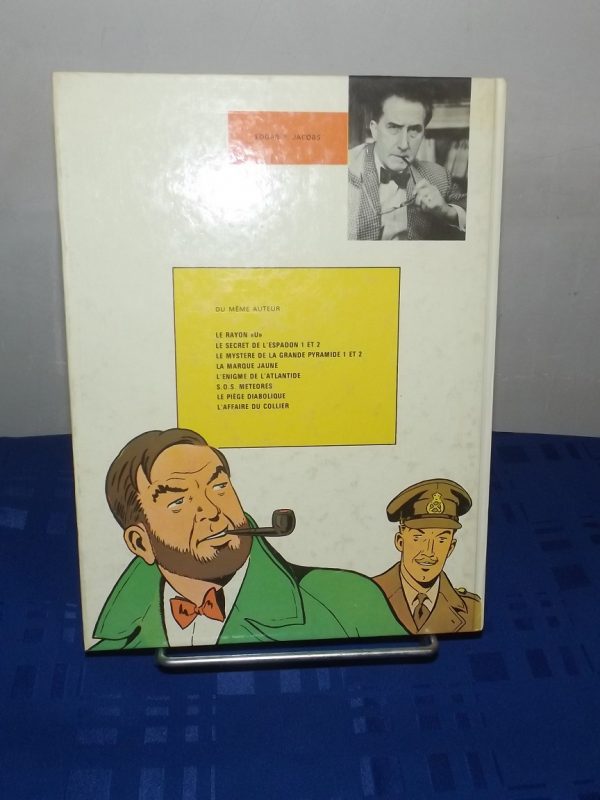 EDGAR P. JACOBS
DU MÊME AUTEUR
LE RAYON «U»
LE SECRET DE L'ESPADON 1 ET 2
LE MYSTERE DE LA GRANDE PYRAMIDE 1 ET 2
LA MARQUE JAUNE
L'ENIGME DE L'ATLANTIDE
S.O.S. METEORES
LE PIÈGE DIABOLIQUE
L'AFFAIRE DU COLLIER